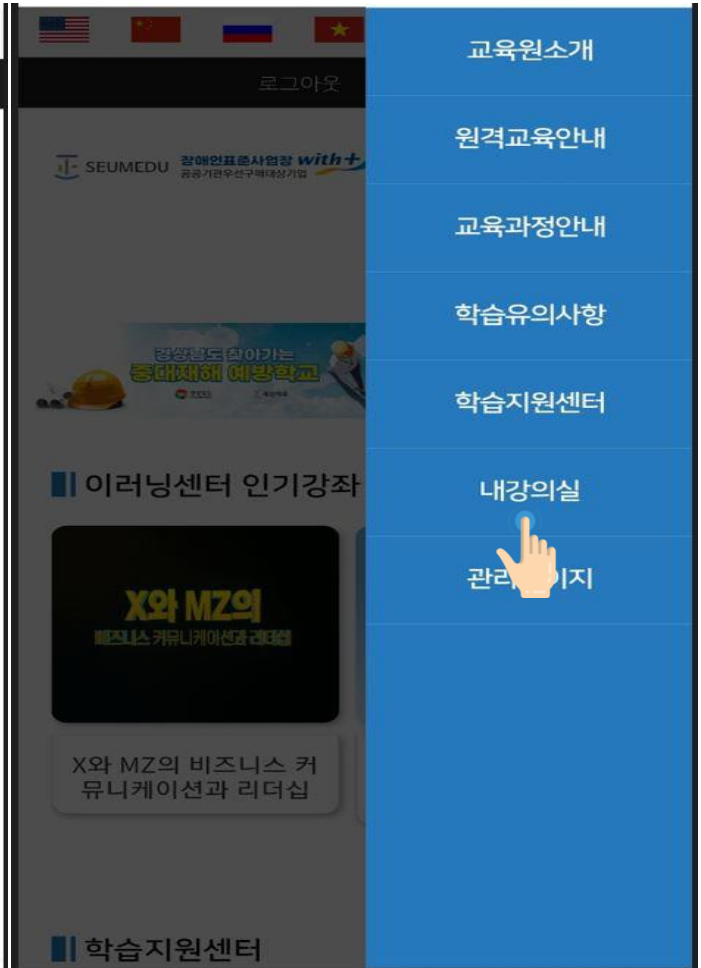 로그아웃
SEUMEDU 장애인표준사업장 with+
공공기관우선구매대상기업
경상남도 찾아가는
중대재해 예방학교
이러닝센터 인기강좌
X와 MZ의
비즈니스 커뮤니케이션과 리더십
X와 MZ의 비즈니스 커
뮤니케이션과 리더십
학습지원센터
교육원소개
원격교육안내
교육과정안내
학습유의사항
학습지원센터
내강의실
관리 이지